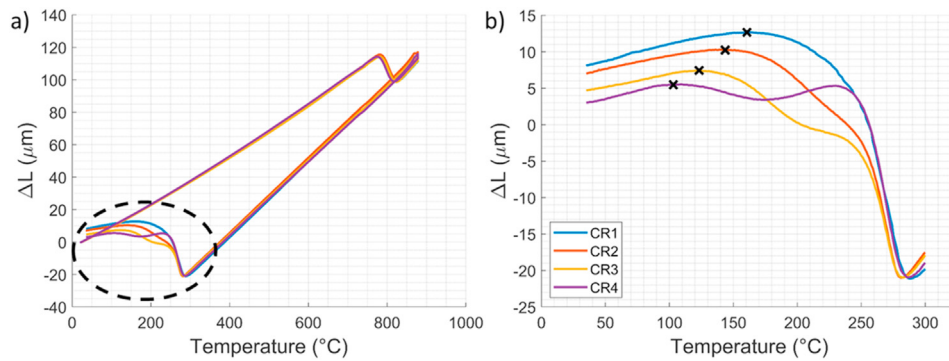 a)
140
120
100
80
60
40
20
0
-20
-40
ΔL (μm)
0 200 400 600 800 1000
Temperature (°C)
b)
15
10
5
0
-5
-10
-15
-20
-25
ΔL (μm)
CR1
CR2
CR3
CR4
0 50 100 150 200 250 300
Temperature (°C)